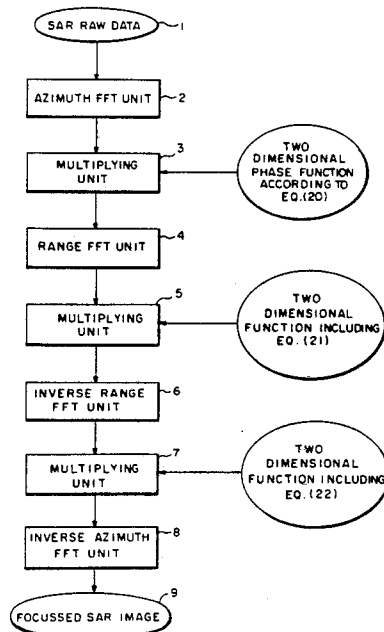 SAR RAW DATA
1
AZIMUTH FFT UNIT
2
MULTIPLYING
UNIT
3
TWO
DIMENSIONAL
PHASE FUNCTION
ACCORDING TO
EQ.(20)
RANGE FFT UNIT
4
MULTIPLYING
UNIT
5
TWO
DIMENSIONAL
FUNCTION INCLUDING
EQ. (21)
INVERSE RANGE
FFT UNIT
6
MULTIPLYING
UNIT
7
TWO
DIMENSIONAL
FUNCTION INCLUDING
EQ. (22)
INVERSE AZIMUTH
FFT UNIT
8
FOCUSSED SAR IMAGE
9